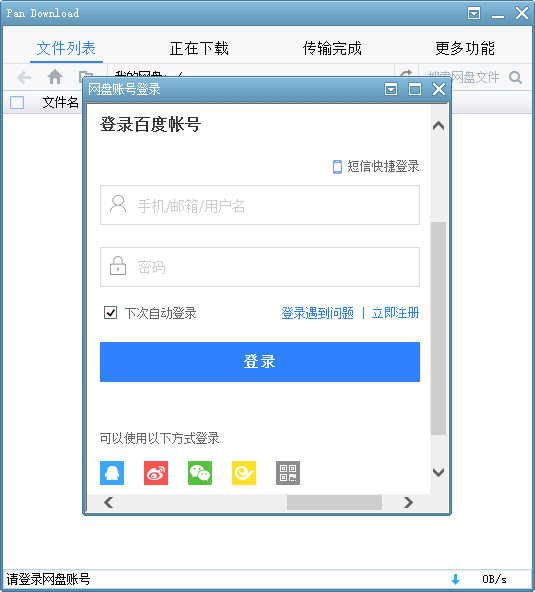 Pan Download
文件列表 正在下载 传输完成 更多功能
我的网盘: / 搜索网盘文件
文件名
网盘账号登录
登录百度帐号
短信快捷登录
手机/邮箱/用户名
密码
下次自动登录 登录遇到问题 | 立即注册
登录
可以使用以下方式登录
请登录网盘账号 0B/s